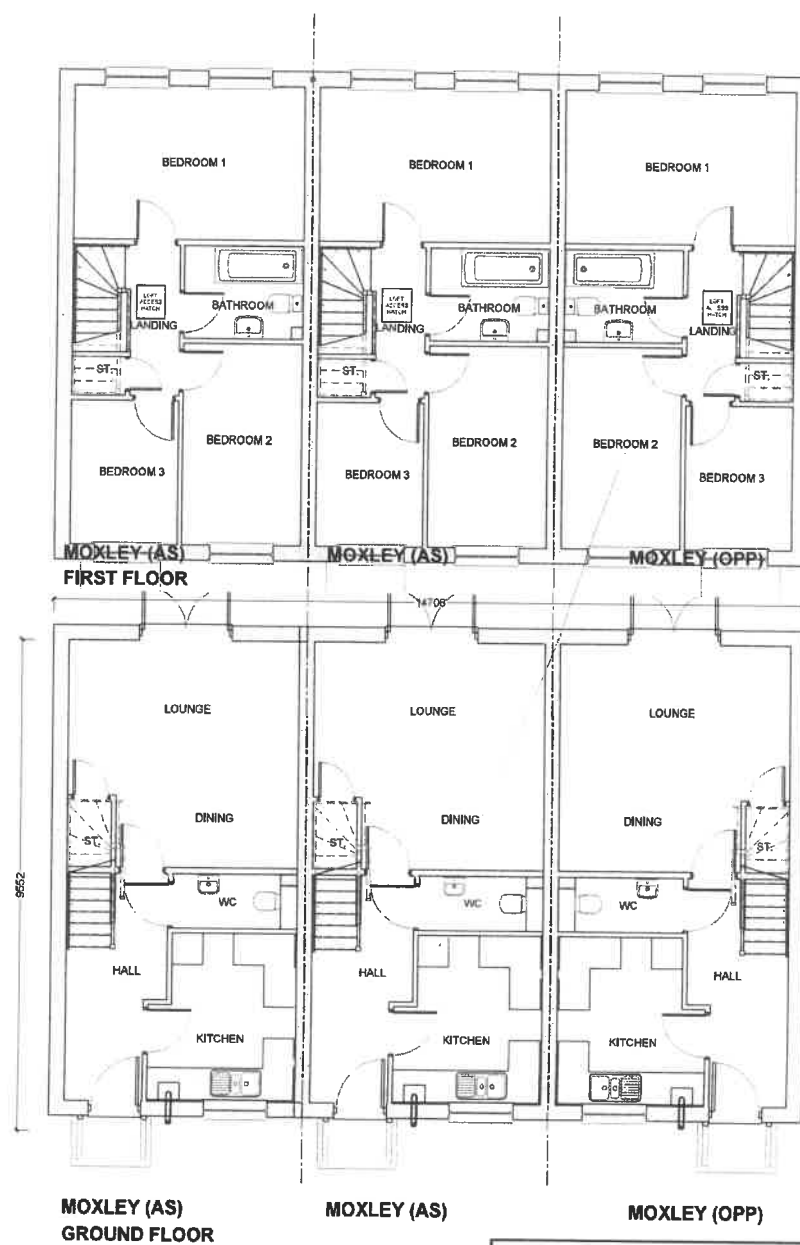 BEDROOM 1
BEDROOM 1
BEDROOM 1
LOFT
ACCESS
HATCH
BATHROOM
LANDING
LOFT
ACCESS
HATCH
BATHROOM
LANDING
BATHROOM
LOFT
ACCESS
HATCH
LANDING
ST.
ST.
ST.
BEDROOM 2
BEDROOM 2
BEDROOM 2
BEDROOM 3
BEDROOM 3
BEDROOM 3
MOXLEY (AS)
MOXLEY (AS)
MOXLEY (OPP)
FIRST FLOOR
14706
LOUNGE
LOUNGE
LOUNGE
DINING
DINING
DINING
ST.
ST.
ST.
9552
WC
WC
WC
HALL
HALL
HALL
KITCHEN
KITCHEN
KITCHEN
MOXLEY (AS)
MOXLEY (AS)
MOXLEY (OPP)
GROUND FLOOR